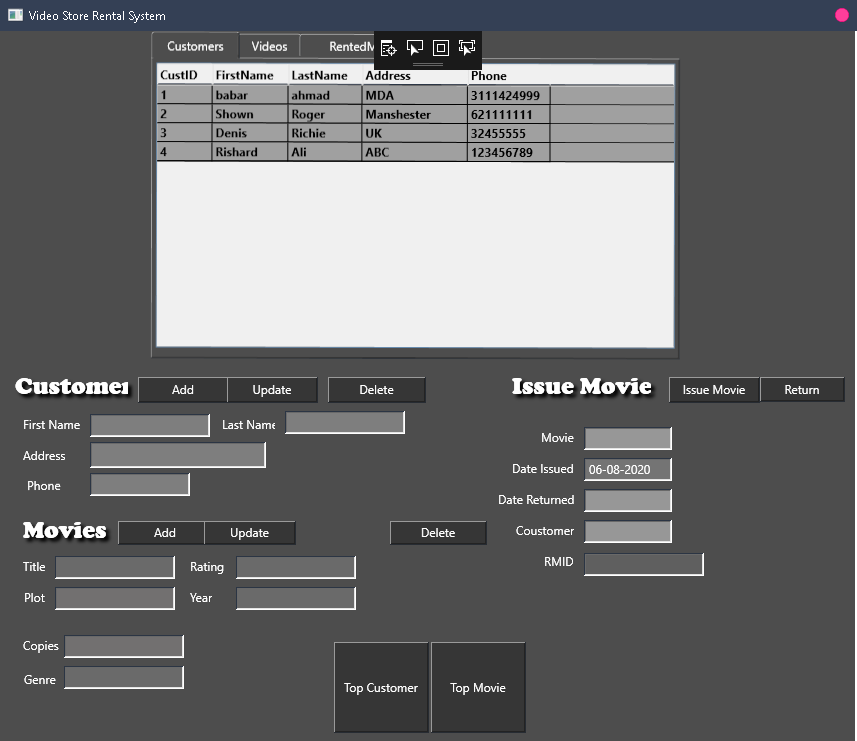 Video Store Rental System
Customers Videos RentedM
CustID FirstName LastName Address Phone
1 babar ahmad MDA 3111424999
2 Shown Roger Manshester 621111111
3 Denis Richie UK 32455555
4 Rishard Ali ABC 123456789
Customer Add Update Delete
First Name Last Name
Address
Phone
Issue Movie Issue Movie Return
Movie
Date Issued 06-08-2020
Date Returned
Coustomer
RMID
Movies Add Update Delete
Title Rating
Plot Year
Copies
Genre
Top Customer Top Movie